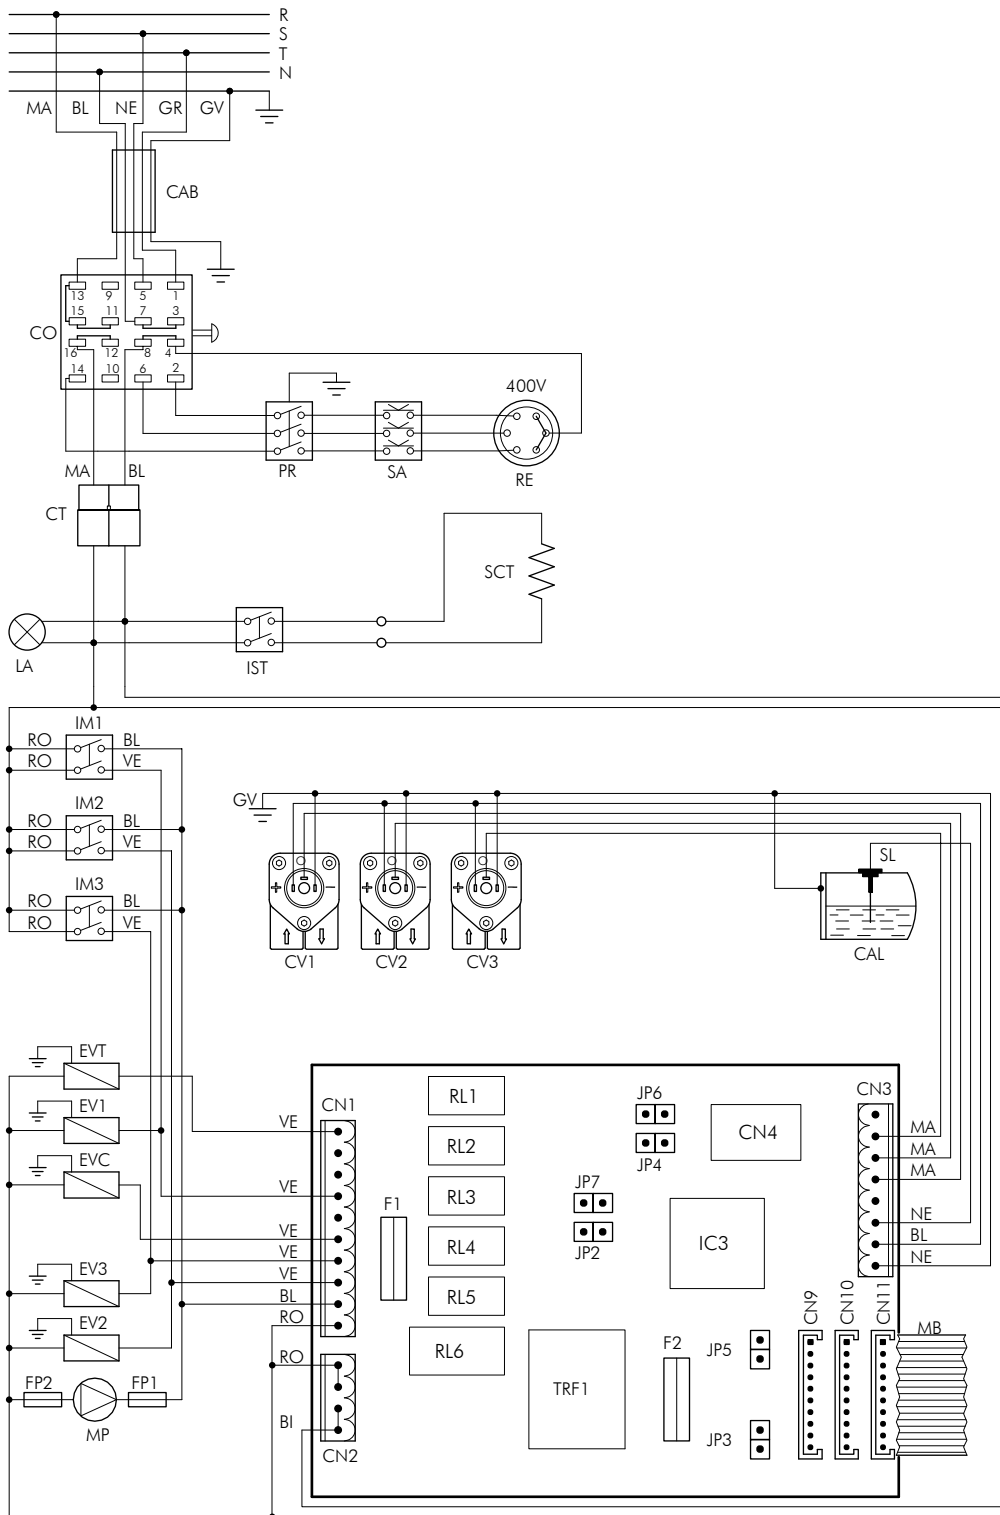 R
S
T
N
MA BL NE GR GV
CAB
13 9 5 1
15 11 7 3
CO
16 12 8 4
14 10 6 2
400V
PR
SA
RE
MA BL
CT
SCT
LA
IST
IM1
RO BL
RO VE
IM2
RO BL
RO VE
IM3
RO BL
RO VE
GV
SL
+ − + − + −
CV1 CV2 CV3
CAL
EVT
EV1
EVC
EV3
EV2
FP2 FP1
MP
CN1
VE
VE
VE
VE
VE
BL
RO
RO
BI
CN2
F1
RL1
RL2
RL3
RL4
RL5
RL6
JP6
JP4
JP7
JP2
CN4
IC3
CN3
MA
MA
MA
NE
BL
NE
TRF1
F2
JP5
JP3
CN9
CN10
CN11
MB